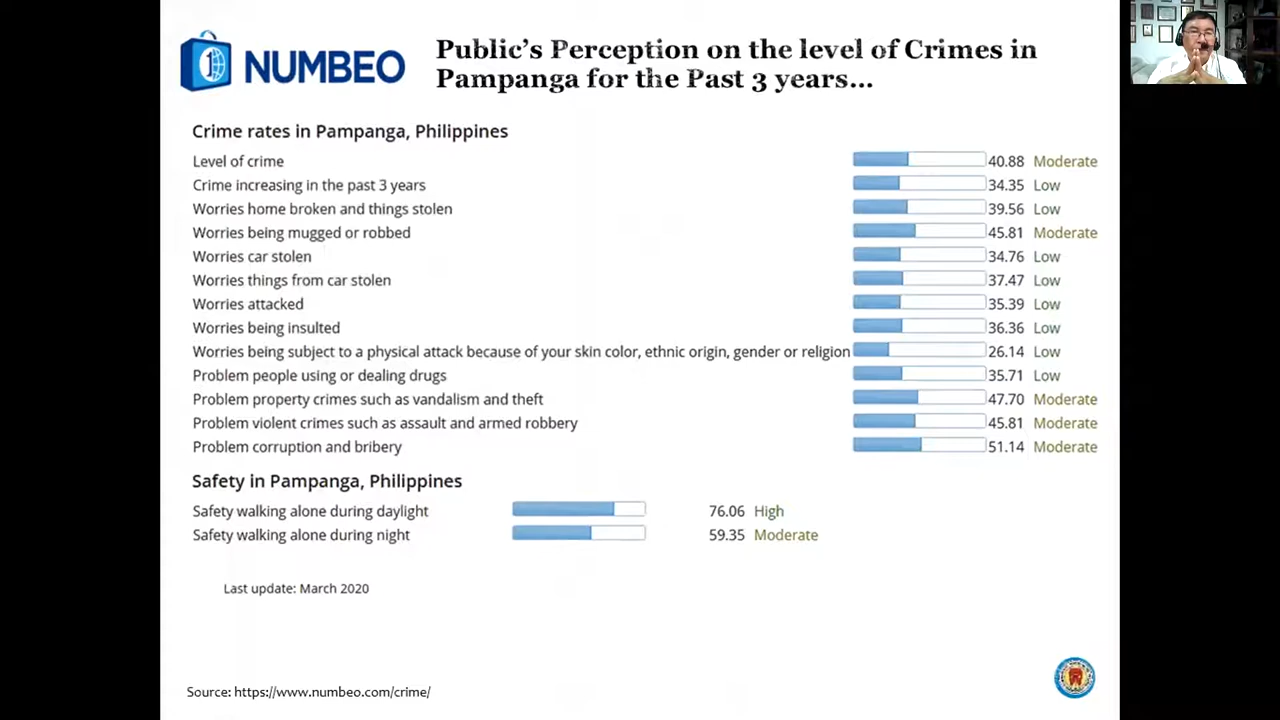 NUMBEO
Public's Perception on the level of Crimes in
Pampanga for the Past 3 years...
Crime rates in Pampanga, Philippines
Level of crime 40.88 Moderate
Crime increasing in the past 3 years 34.35 Low
Worries home broken and things stolen 39.56 Low
Worries being mugged or robbed 45.81 Moderate
Worries car stolen 34.76 Low
Worries things from car stolen 37.47 Low
Worries attacked 35.39 Low
Worries being insulted 36.36 Low
Worries being subject to a physical attack because of your skin color, ethnic origin, gender or religion 26.14 Low
Problem people using or dealing drugs 35.71 Low
Problem property crimes such as vandalism and theft 47.70 Moderate
Problem violent crimes such as assault and armed robbery 45.81 Moderate
Problem corruption and bribery 51.14 Moderate
Safety in Pampanga, Philippines
Safety walking alone during daylight 76.06 High
Safety walking alone during night 59.35 Moderate
Last update: March 2020
Source: https://www.numbeo.com/crime/